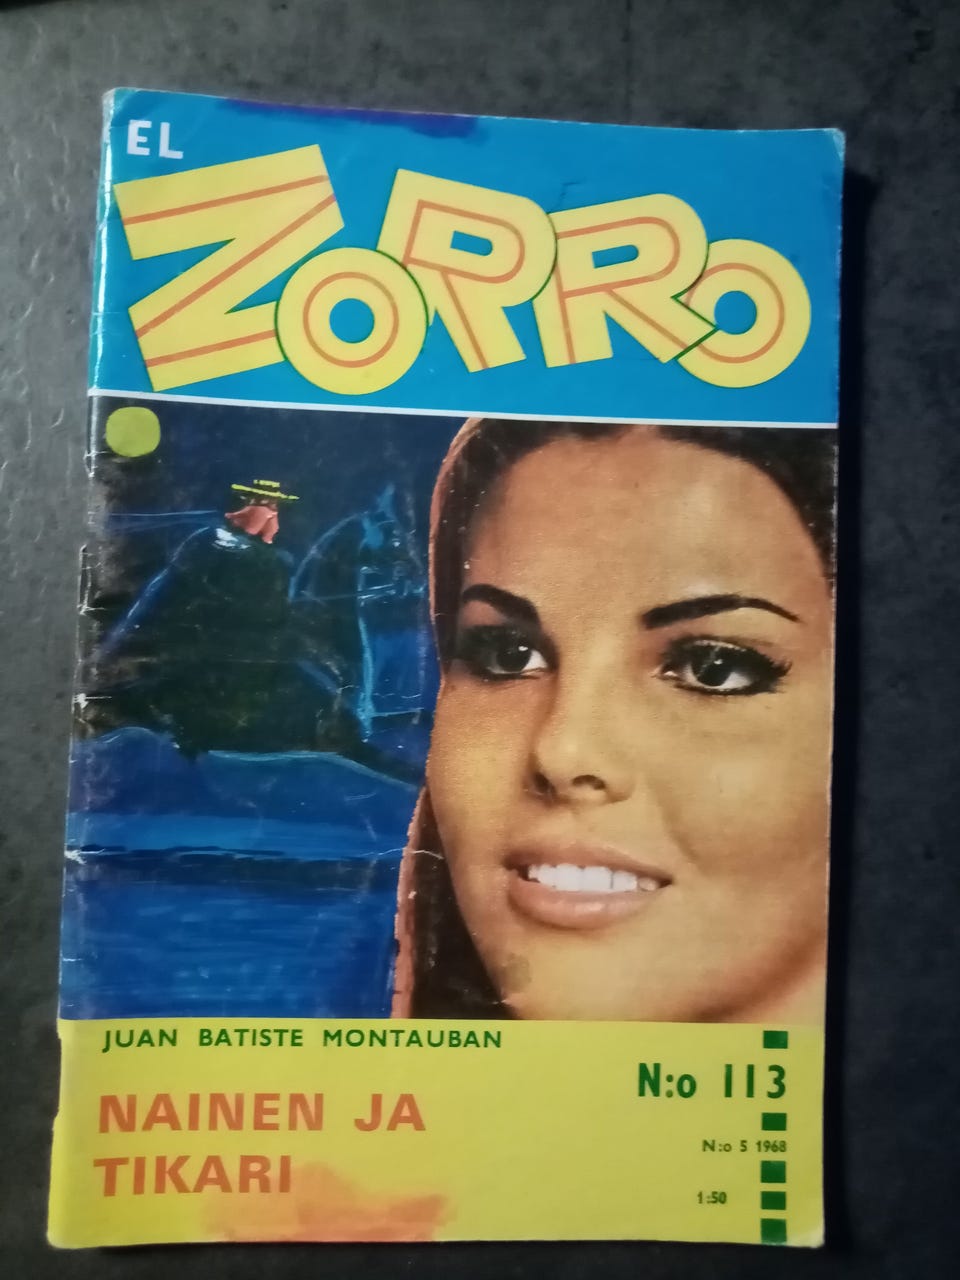 EL
ZORRO
JUAN BATISTE MONTAUBAN
NAINEN JA
TIKARI
N:o 113
N:o 5 1968
1:50